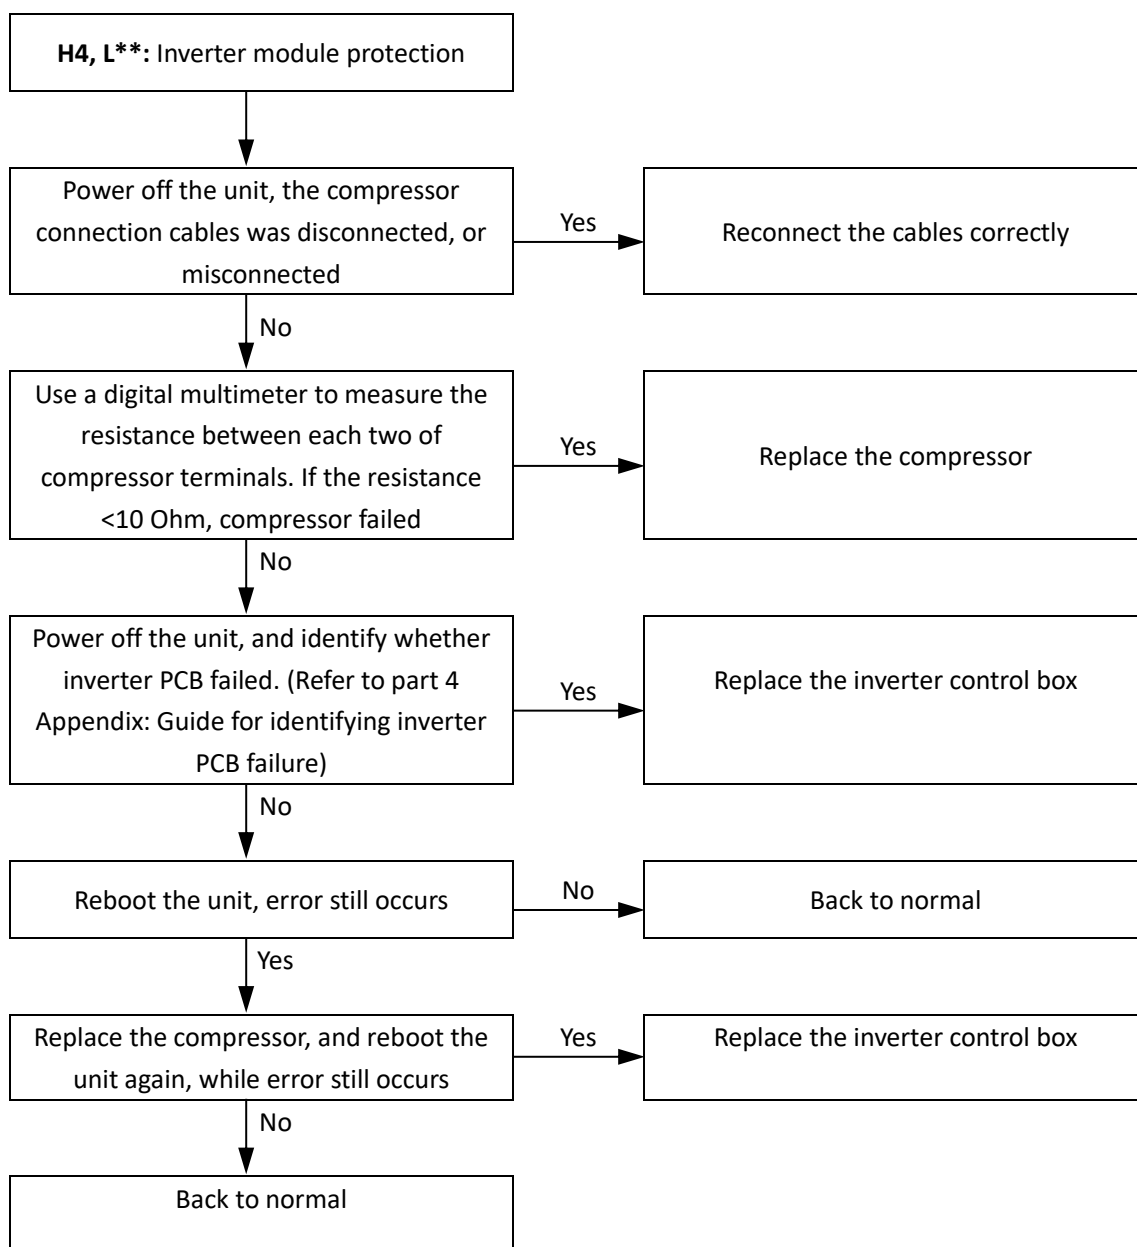 H4, L**: Inverter module protection
Power off the unit, the compressor
connection cables was disconnected, or
misconnected
Yes
Reconnect the cables correctly
No
Use a digital multimeter to measure the
resistance between each two of
compressor terminals. If the resistance
<10 Ohm, compressor failed
Yes
Replace the compressor
No
Power off the unit, and identify whether
inverter PCB failed. (Refer to part 4
Appendix: Guide for identifying inverter
PCB failure)
Yes
Replace the inverter control box
No
Reboot the unit, error still occurs
No
Back to normal
Yes
Replace the compressor, and reboot the
unit again, while error still occurs
Yes
Replace the inverter control box
No
Back to normal